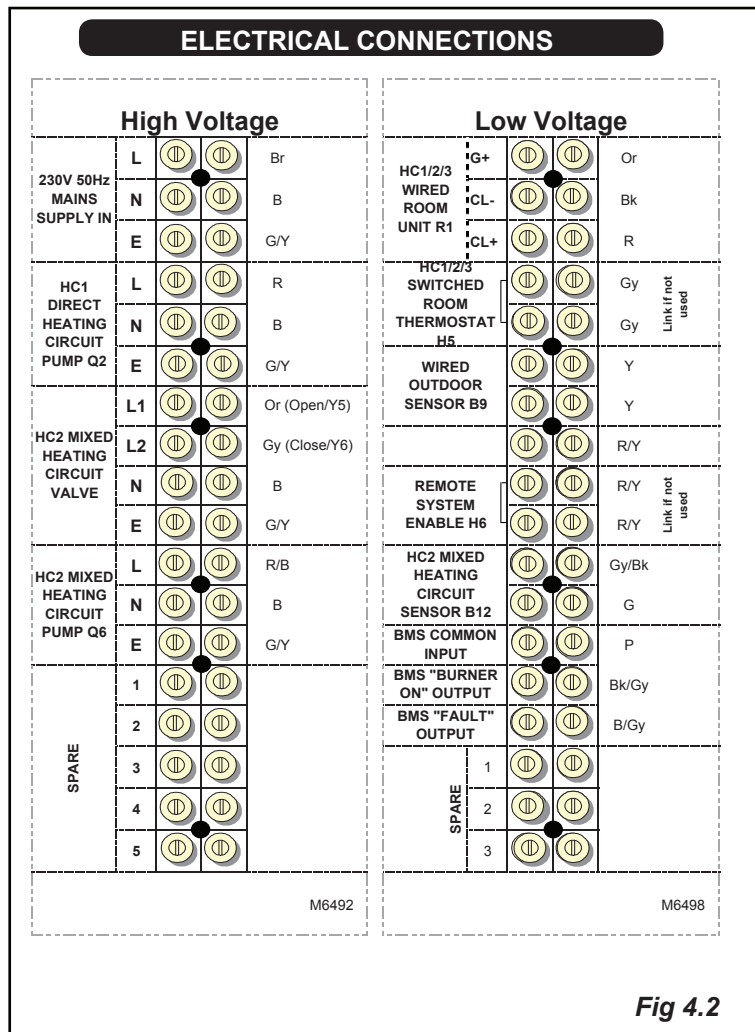 ELECTRICAL CONNECTIONS
High Voltage
230V 50Hz
MAINS
SUPPLY IN
L Br
N B
E G/Y
HC1
DIRECT
HEATING
CIRCUIT
PUMP Q2
L R
N B
E G/Y
HC2 MIXED
HEATING
CIRCUIT
VALVE
L1 Or (Open/Y5)
L2 Gy (Close/Y6)
N B
E G/Y
HC2 MIXED
HEATING
CIRCUIT
PUMP Q6
L R/B
N B
E G/Y
SPARE
1
2
3
4
5
M6492
Low Voltage
HC1/2/3
WIRED
ROOM
UNIT R1
G+ Or
CL- Bk
CL+ R
HC1/2/3
SWITCHED
ROOM
THERMOSTAT
H5
Gy
Gy
Link if not
used
WIRED
OUTDOOR
SENSOR B9
Y
Y
R/Y
REMOTE
SYSTEM
ENABLE H6
R/Y
R/Y
Link if not
used
HC2 MIXED
HEATING
CIRCUIT
SENSOR B12
Gy/Bk
G
BMS COMMON
INPUT
P
BMS "BURNER
ON" OUTPUT
Bk/Gy
BMS "FAULT"
OUTPUT
B/Gy
SPARE
1
2
3
M6498
Fig 4.2